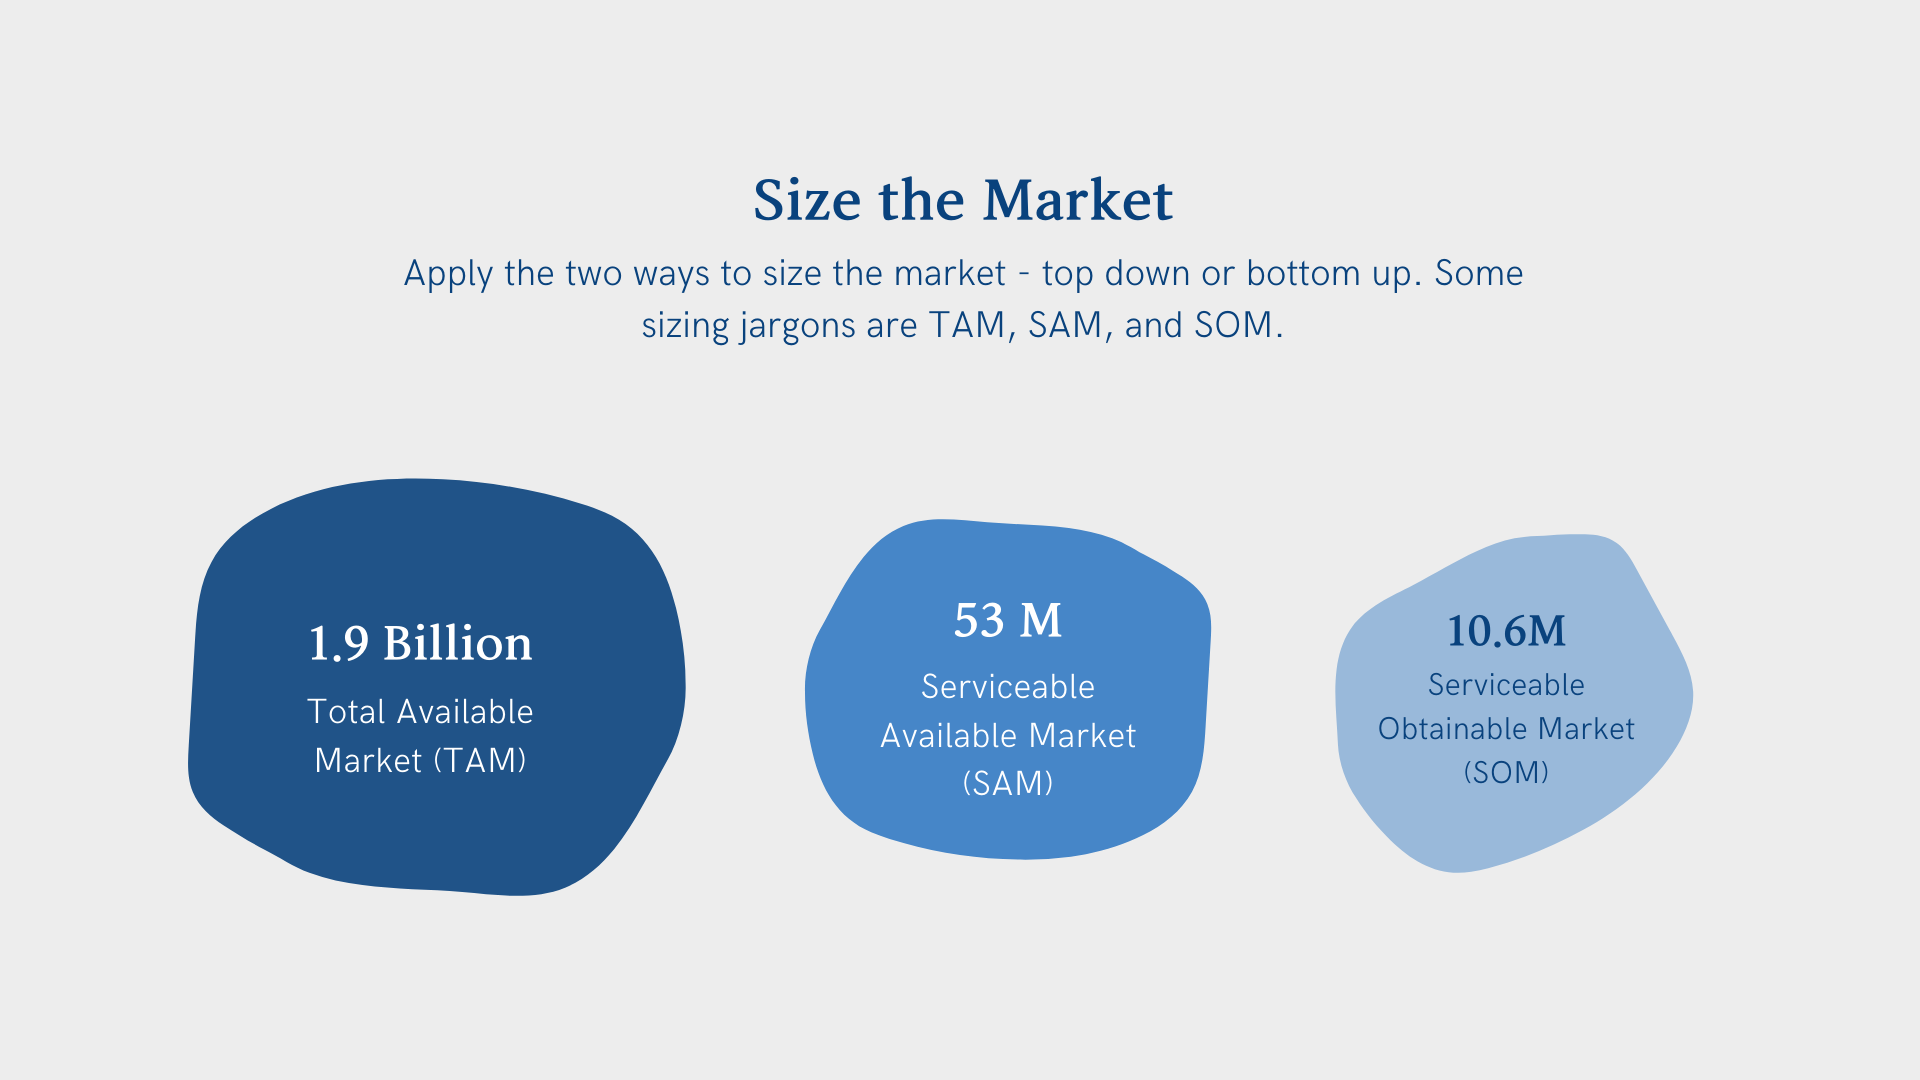 Size the Market
Apply the two ways to size the market - top down or bottom up. Some
sizing jargons are TAM, SAM, and SOM.
1.9 Billion
Total Available
Market (TAM)
53 M
Serviceable
Available Market
(SAM)
10.6M
Serviceable
Obtainable Market
(SOM)